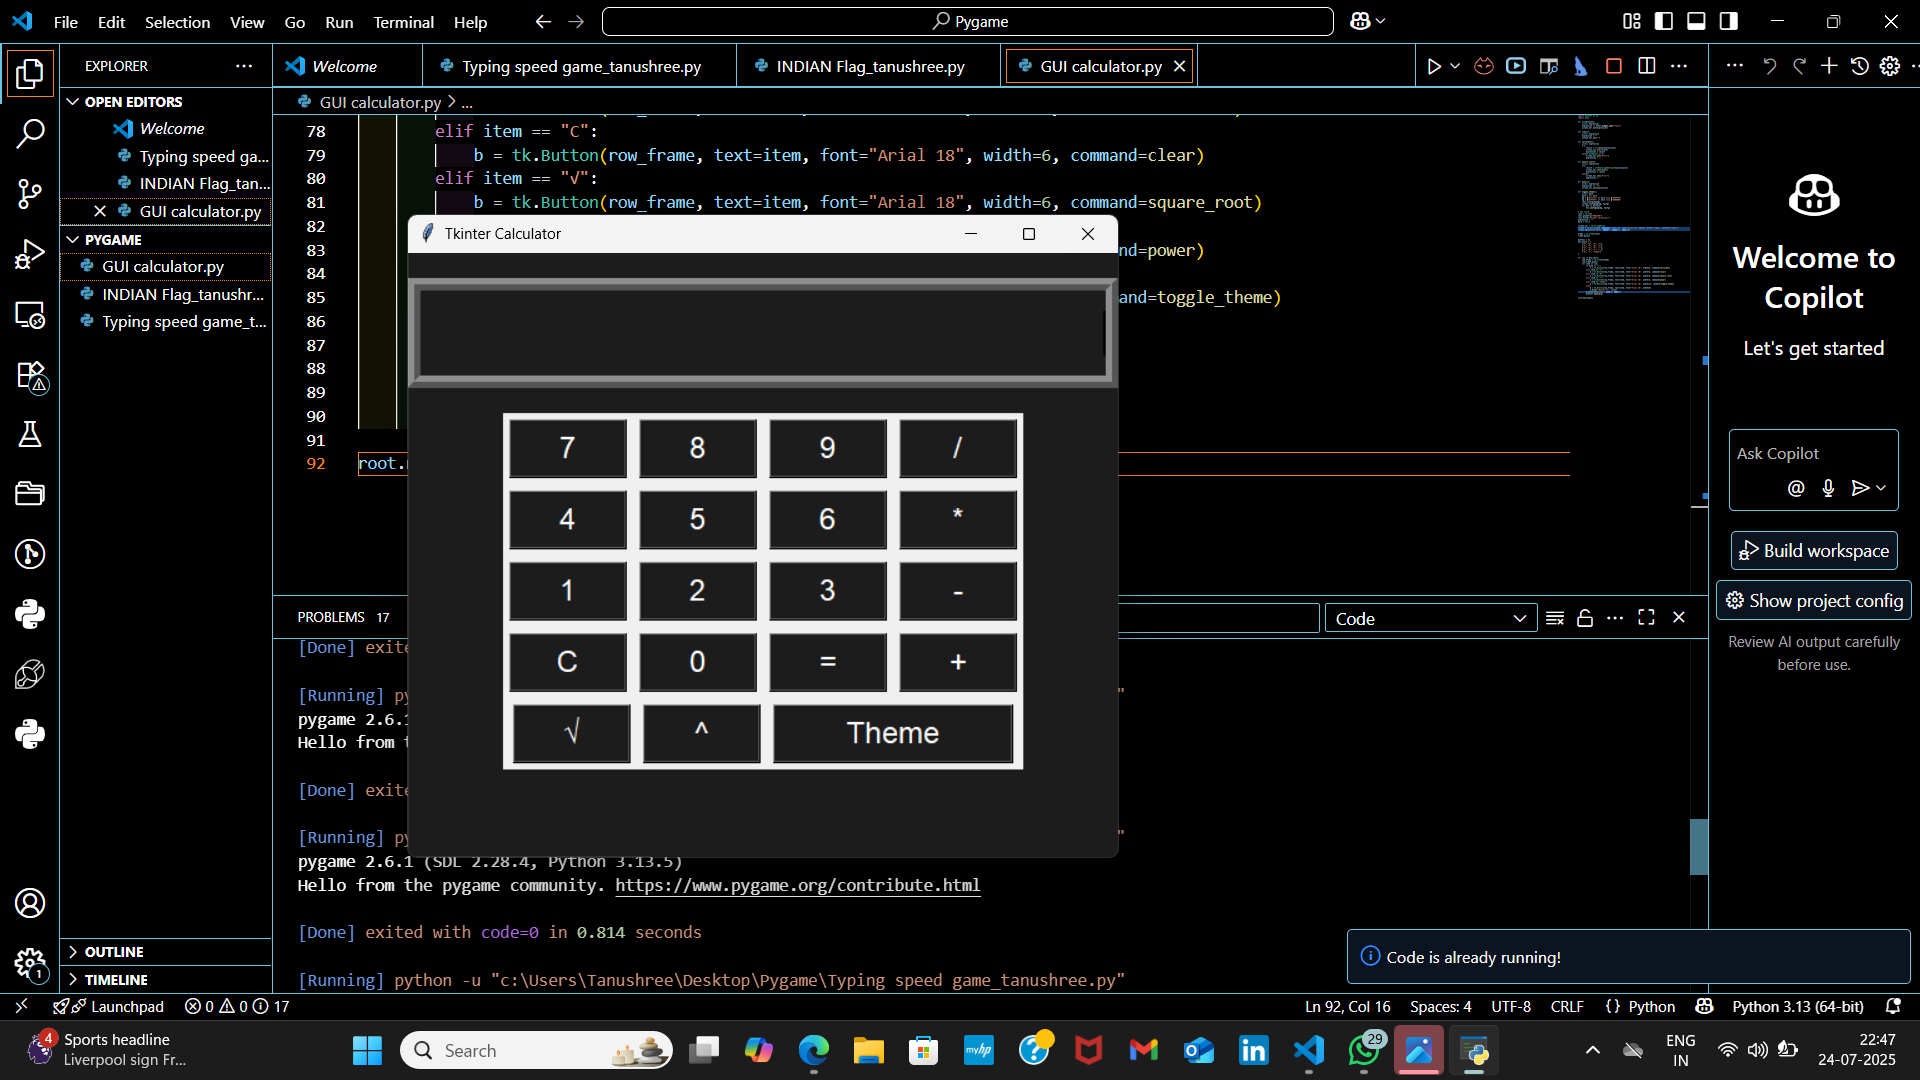 File Edit Selection View Go Run Terminal Help
Pygame
EXPLORER
OPEN EDITORS
Welcome
Typing speed ga...
INDIAN Flag_tan...
GUI calculator.py
PYGAME
GUI calculator.py
INDIAN Flag_tanushr...
Typing speed game_t...
OUTLINE
TIMELINE
Welcome
Typing speed game_tanushree.py
INDIAN Flag_tanushree.py
GUI calculator.py
GUI calculator.py > ...
78 elif item == "C":
79 b = tk.Button(row_frame, text=item, font="Arial 18", width=6, command=clear)
80 elif item == "√":
81 b = tk.Button(row_frame, text=item, font="Arial 18", width=6, command=square_root)
82
83 nd=power)
84
85 and=toggle_theme)
86
87
88
89
90
91
92 root.
Tkinter Calculator
7 8 9 /
4 5 6 *
1 2 3 -
C 0 = +
√ ^ Theme
PROBLEMS 17
Code
[Done] exite
[Running] py "
pygame 2.6.1
Hello from t
[Done] exite
[Running] py "
pygame 2.6.1 (SDL 2.28.4, Python 3.13.5)
Hello from the pygame community. https://www.pygame.org/contribute.html
[Done] exited with code=0 in 0.814 seconds
[Running] python -u "c:\Users\Tanushree\Desktop\Pygame\Typing speed game_tanushree.py"
Welcome to
Copilot
Let's get started
Ask Copilot
Build workspace
Show project config
Review AI output carefully
before use.
Code is already running!
Launchpad 0 0 17
Ln 92, Col 16 Spaces: 4 UTF-8 CRLF {} Python Python 3.13 (64-bit)
1
4
Sports headline
Liverpool sign Fr...
Search
myhp
29
ENG
IN
22:47
24-07-2025